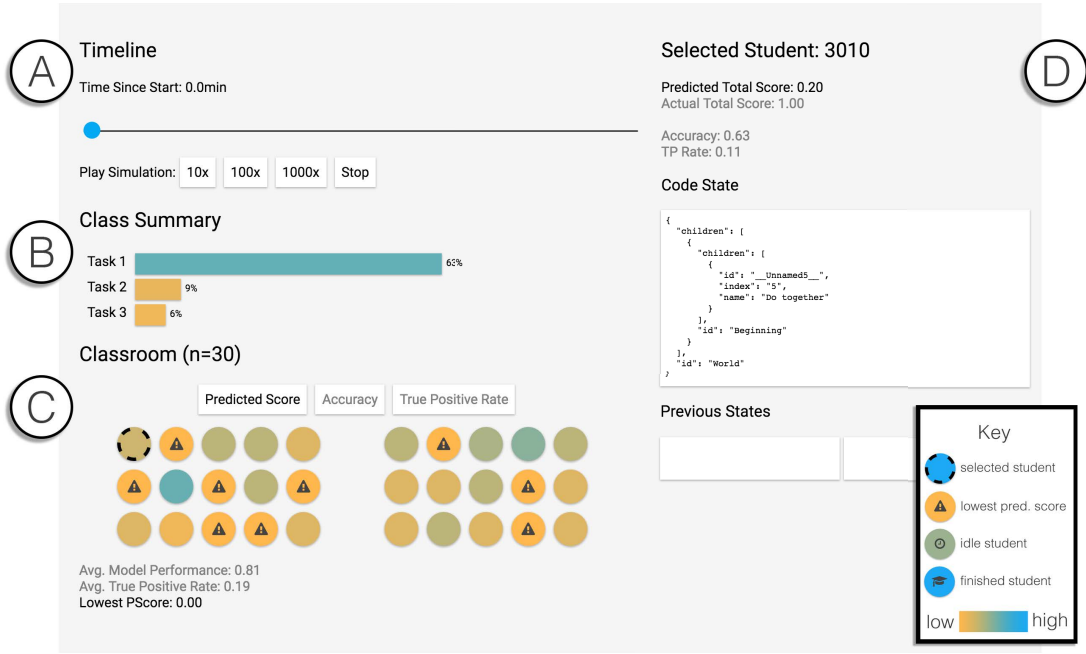 A
Timeline
Time Since Start: 0.0min
Play Simulation: 10x 100x 1000x Stop
B
Class Summary
Task 1 63%
Task 2 9%
Task 3 6%
Classroom (n=30)
C
Predicted Score Accuracy True Positive Rate
Avg. Model Performance: 0.81
Avg. True Positive Rate: 0.19
Lowest PScore: 0.00
D
Selected Student: 3010
Predicted Total Score: 0.20
Actual Total Score: 1.00
Accuracy: 0.63
TP Rate: 0.11
Code State
{
"children": [
{
"children": [
{
"id": "__Unnamed5__",
"index": "5",
"name": "Do together"
}
],
"id": "Beginning"
}
],
"id": "World"
}
Previous States
Key
selected student
lowest pred. score
idle student
finished student
low high